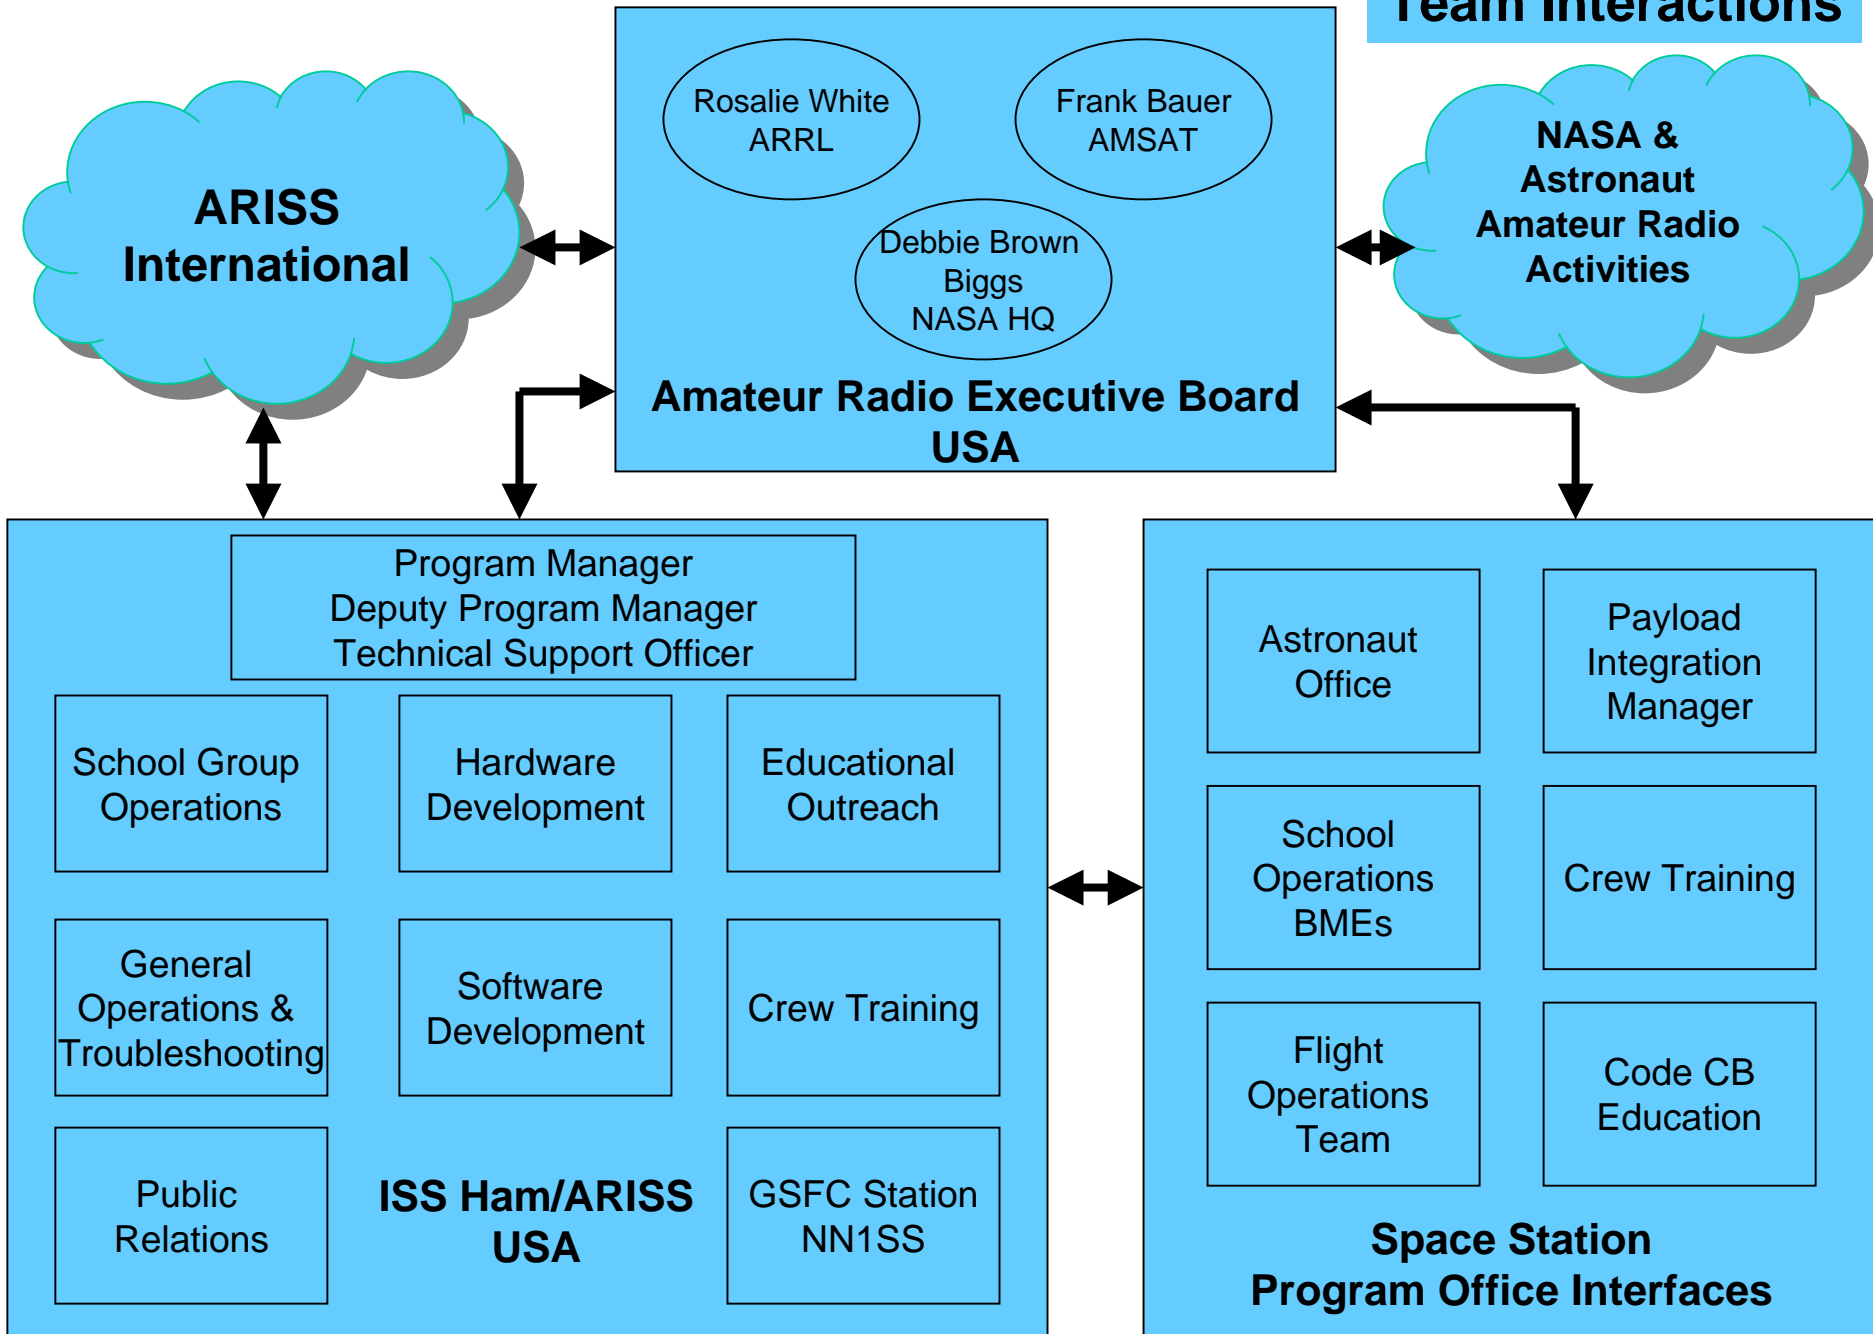 Team Interactions
Rosalie White
ARRL
Frank Bauer
AMSAT
Debbie Brown
Biggs
NASA HQ
Amateur Radio Executive Board
USA
ARISS
International
NASA &
Astronaut
Amateur Radio
Activities
Program Manager
Deputy Program Manager
Technical Support Officer
School Group
Operations
Hardware
Development
Educational
Outreach
General
Operations &
Troubleshooting
Software
Development
Crew Training
Public
Relations
ISS Ham/ARISS
USA
GSFC Station
NN1SS
Astronaut
Office
Payload
Integration
Manager
School
Operations
BMEs
Crew Training
Flight
Operations
Team
Code CB
Education
Space Station
Program Office Interfaces